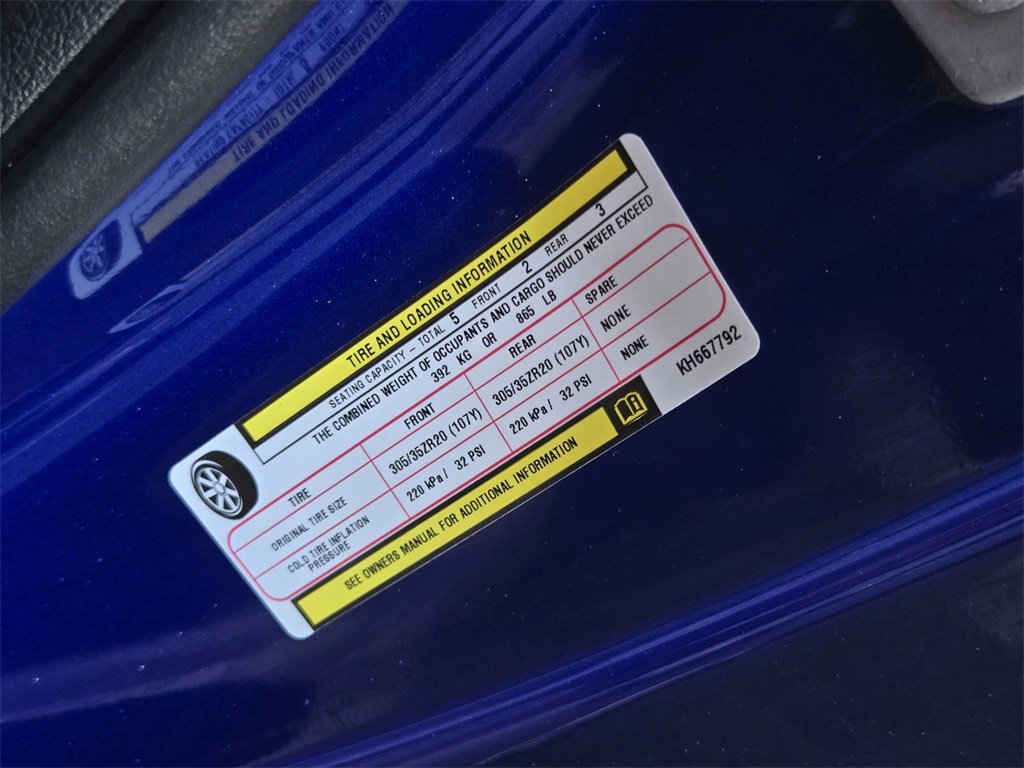 TIRE AND LOADING INFORMATION
SEATING CAPACITY – TOTAL 5 FRONT 2 REAR 3
THE COMBINED WEIGHT OF OCCUPANTS AND CARGO SHOULD NEVER EXCEED
392 KG OR 865 LB
TIRE FRONT REAR SPARE
ORIGINAL TIRE SIZE 305/35ZR20 (107Y) 305/35ZR20 (107Y) NONE
COLD TIRE INFLATION PRESSURE 220 kPa / 32 PSI 220 kPa / 32 PSI NONE
SEE OWNERS MANUAL FOR ADDITIONAL INFORMATION
KH667792